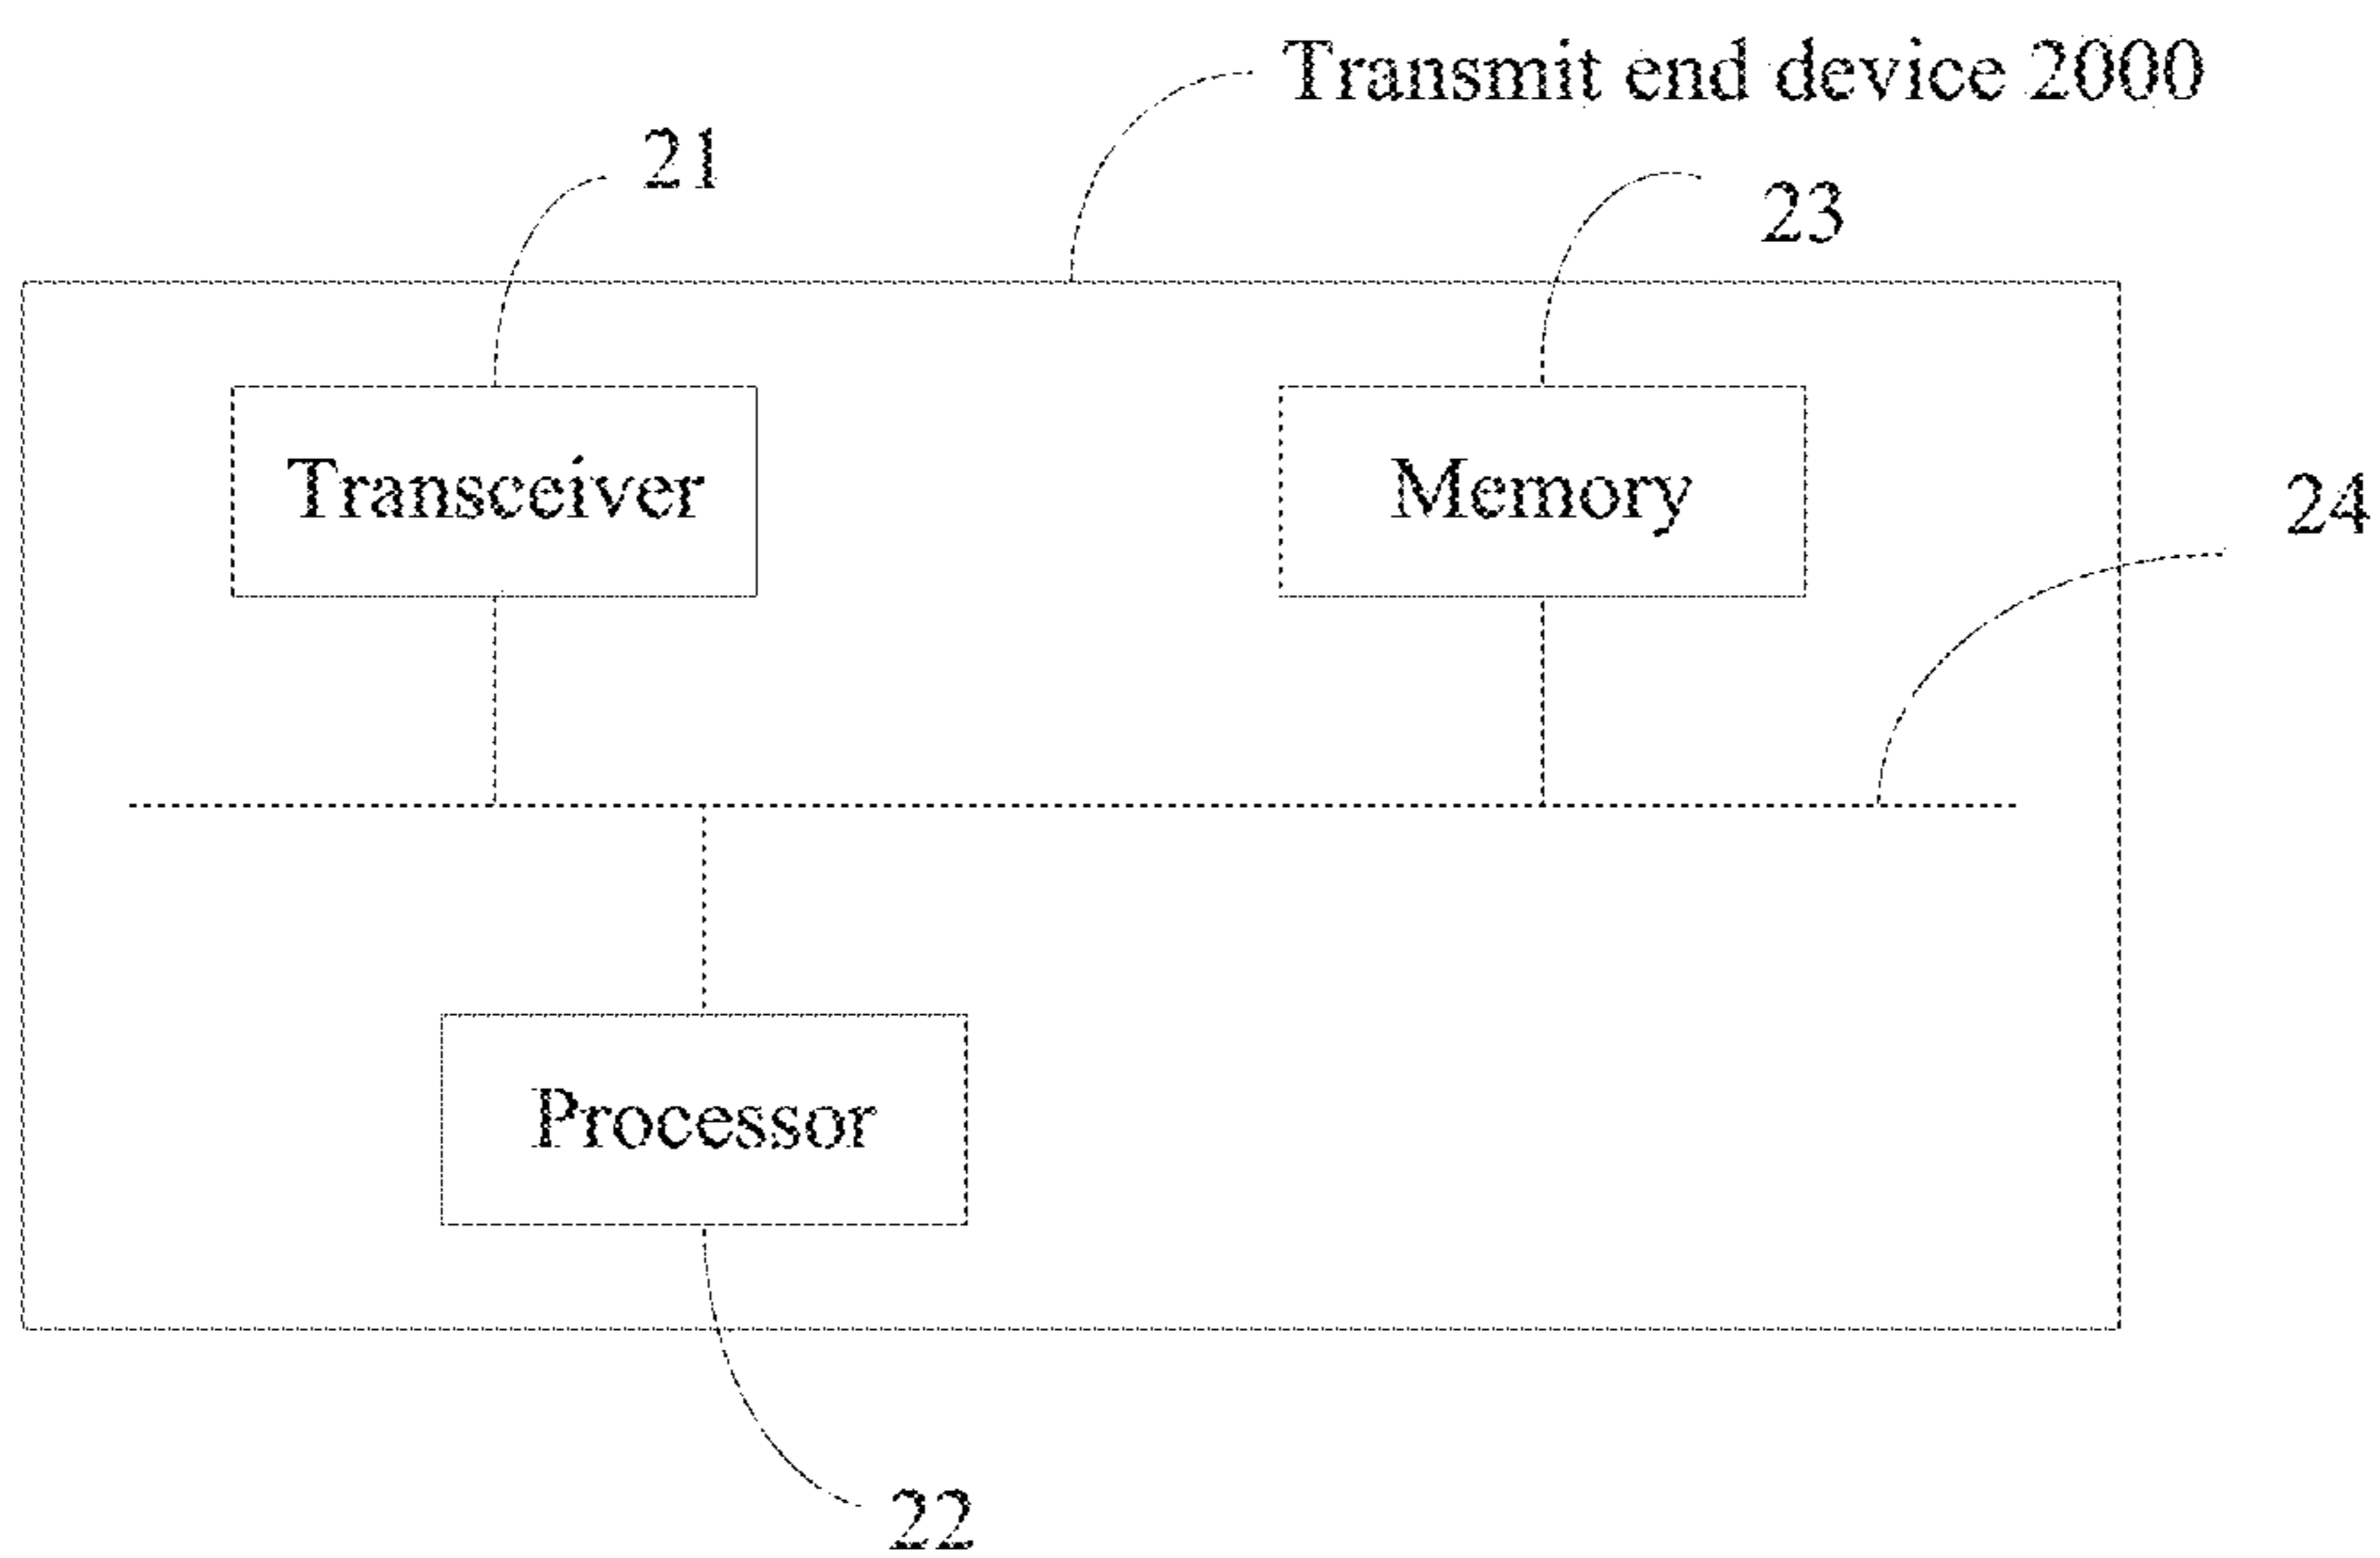 Transmit end device 2000
21
23
Transceiver
Memory
24
Processor
22